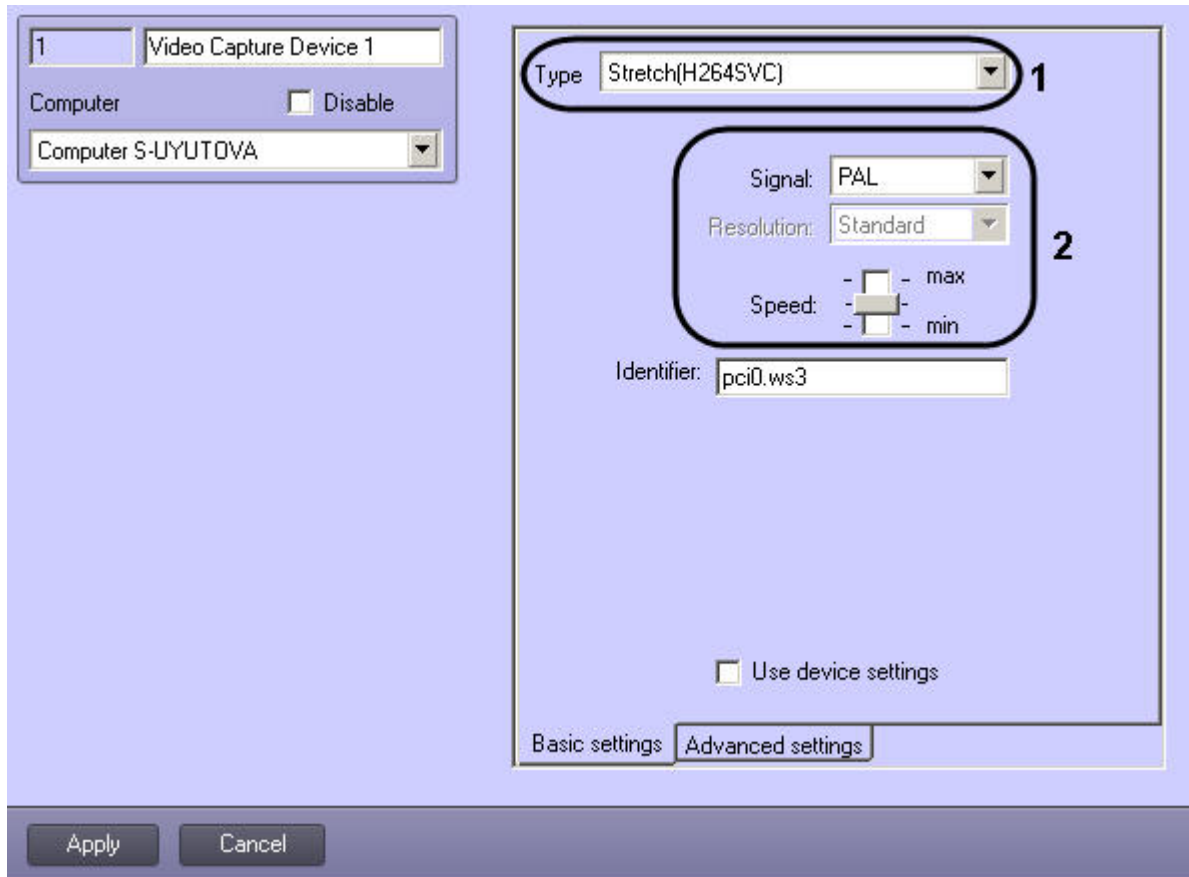 1 Video Capture Device 1
Computer Disable
Computer S-UYUTOVA
Type Stretch(H264SVC) 1
Signal: PAL
Resolution: Standard
2
- - max
Speed: - -
- - min
Identifier: pci0.ws3
Use device settings
Basic settings Advanced settings
Apply Cancel